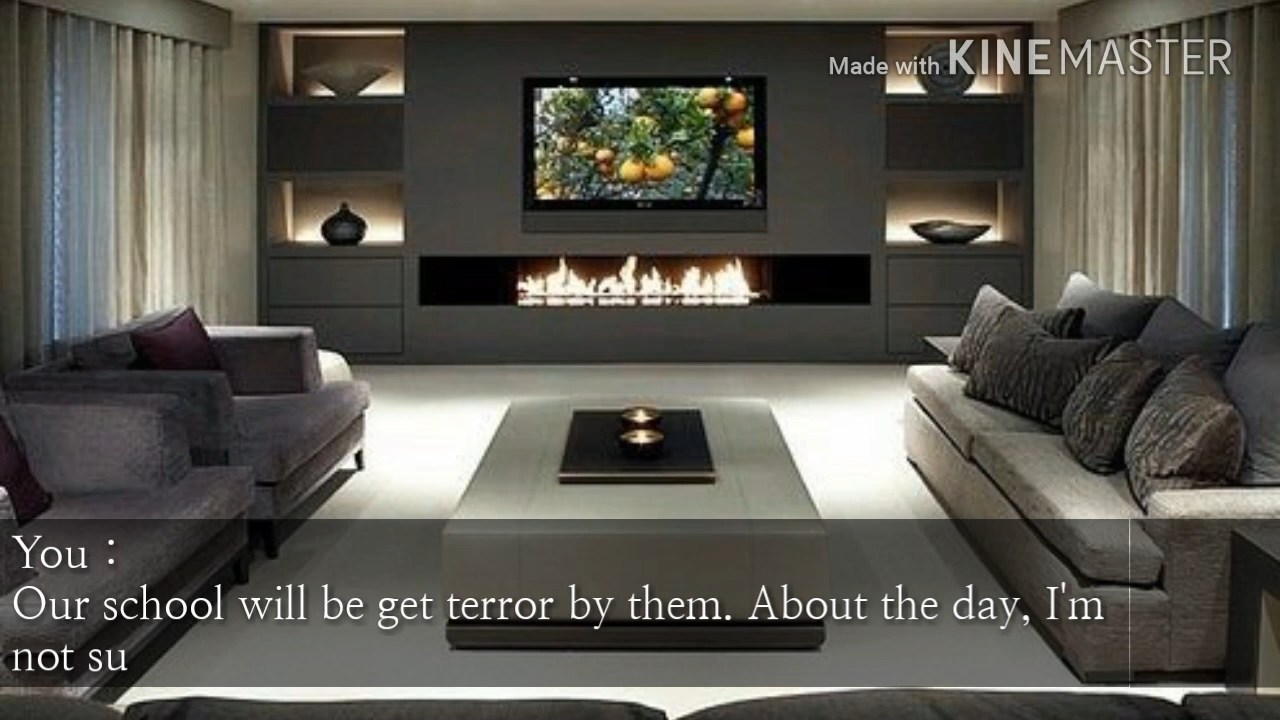 Made with KINEMASTER
You :
Our school will be get terror by them. About the day, I'm
not su